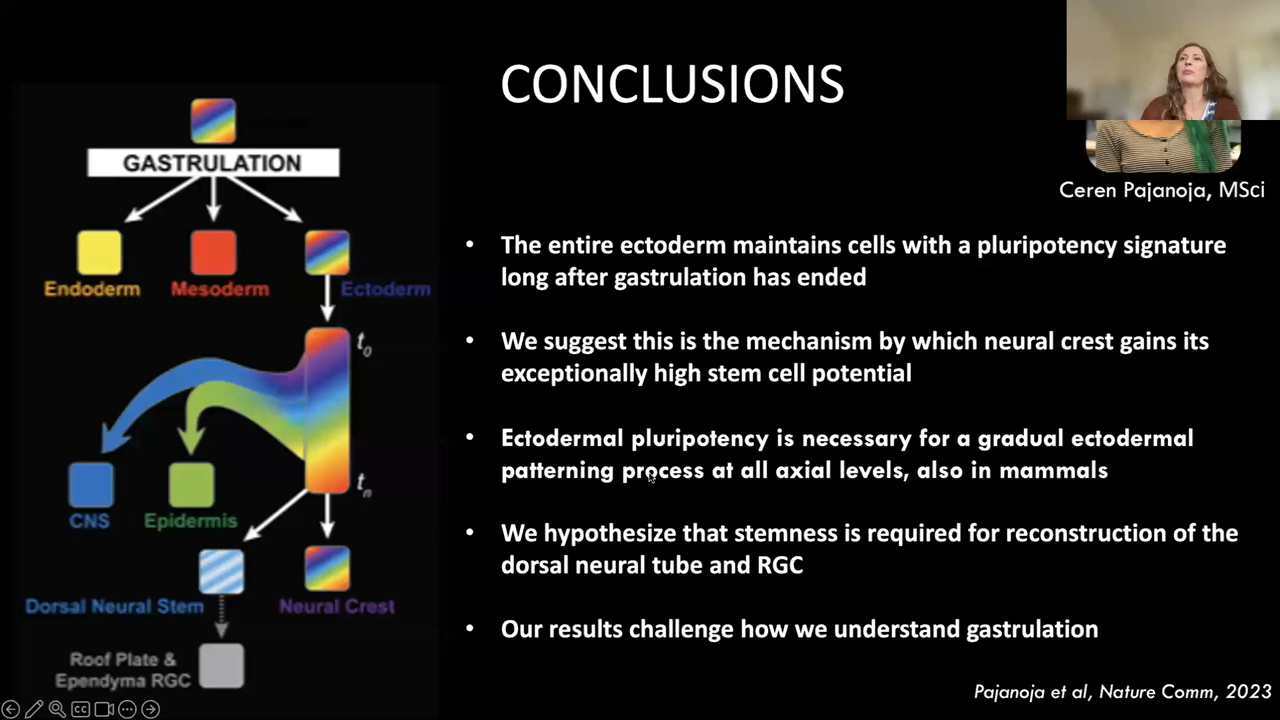 CONCLUSIONS
GASTRULATION
Endoderm
Mesoderm
Ectoderm
t0
CNS
Epidermis
tn
Dorsal Neural Stem
Neural Crest
Roof Plate &
Ependyma RGC
Ceren Pajanoja, MSci
• The entire ectoderm maintains cells with a pluripotency signature
long after gastrulation has ended
• We suggest this is the mechanism by which neural crest gains its
exceptionally high stem cell potential
• Ectodermal pluripotency is necessary for a gradual ectodermal
patterning process at all axial levels, also in mammals
• We hypothesize that stemness is required for reconstruction of the
dorsal neural tube and RGC
• Our results challenge how we understand gastrulation
Pajanoja et al, Nature Comm, 2023
CC